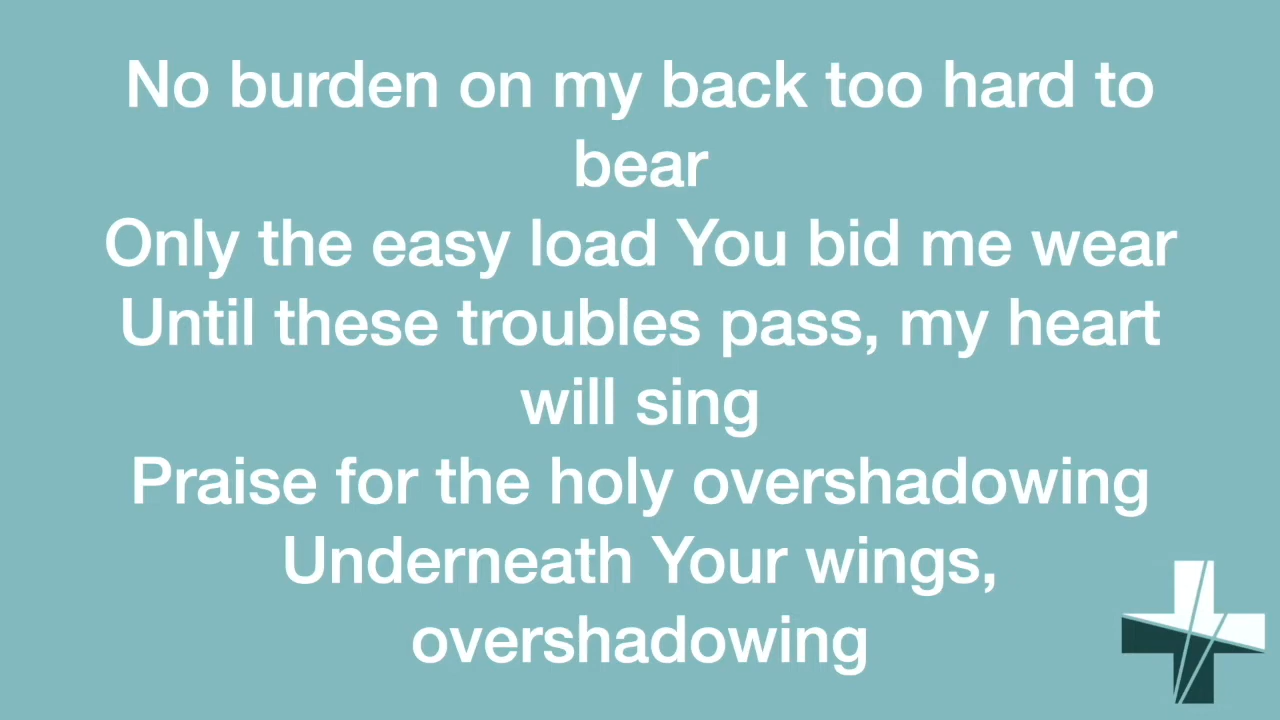 No burden on my back too hard to
bear
Only the easy load You bid me wear
Until these troubles pass, my heart
will sing
Praise for the holy overshadowing
Underneath Your wings,
overshadowing